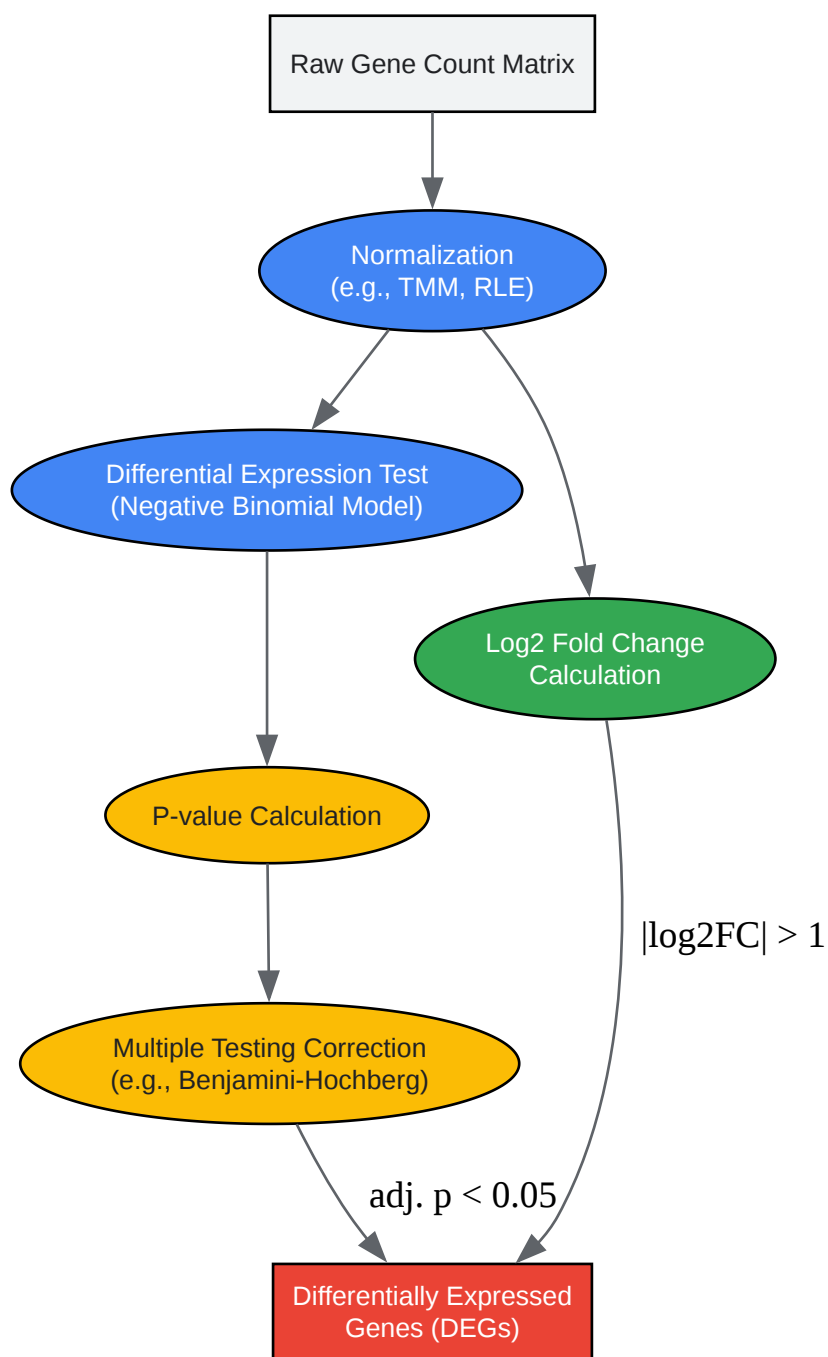 Raw Gene Count Matrix
Normalization
(e.g., TMM, RLE)
Differential Expression Test
(Negative Binomial Model)
Log2 Fold Change
Calculation
P-value Calculation
|log2FC| > 1
Multiple Testing Correction
(e.g., Benjamini-Hochberg)
adj. p < 0.05
Differentially Expressed
Genes (DEGs)